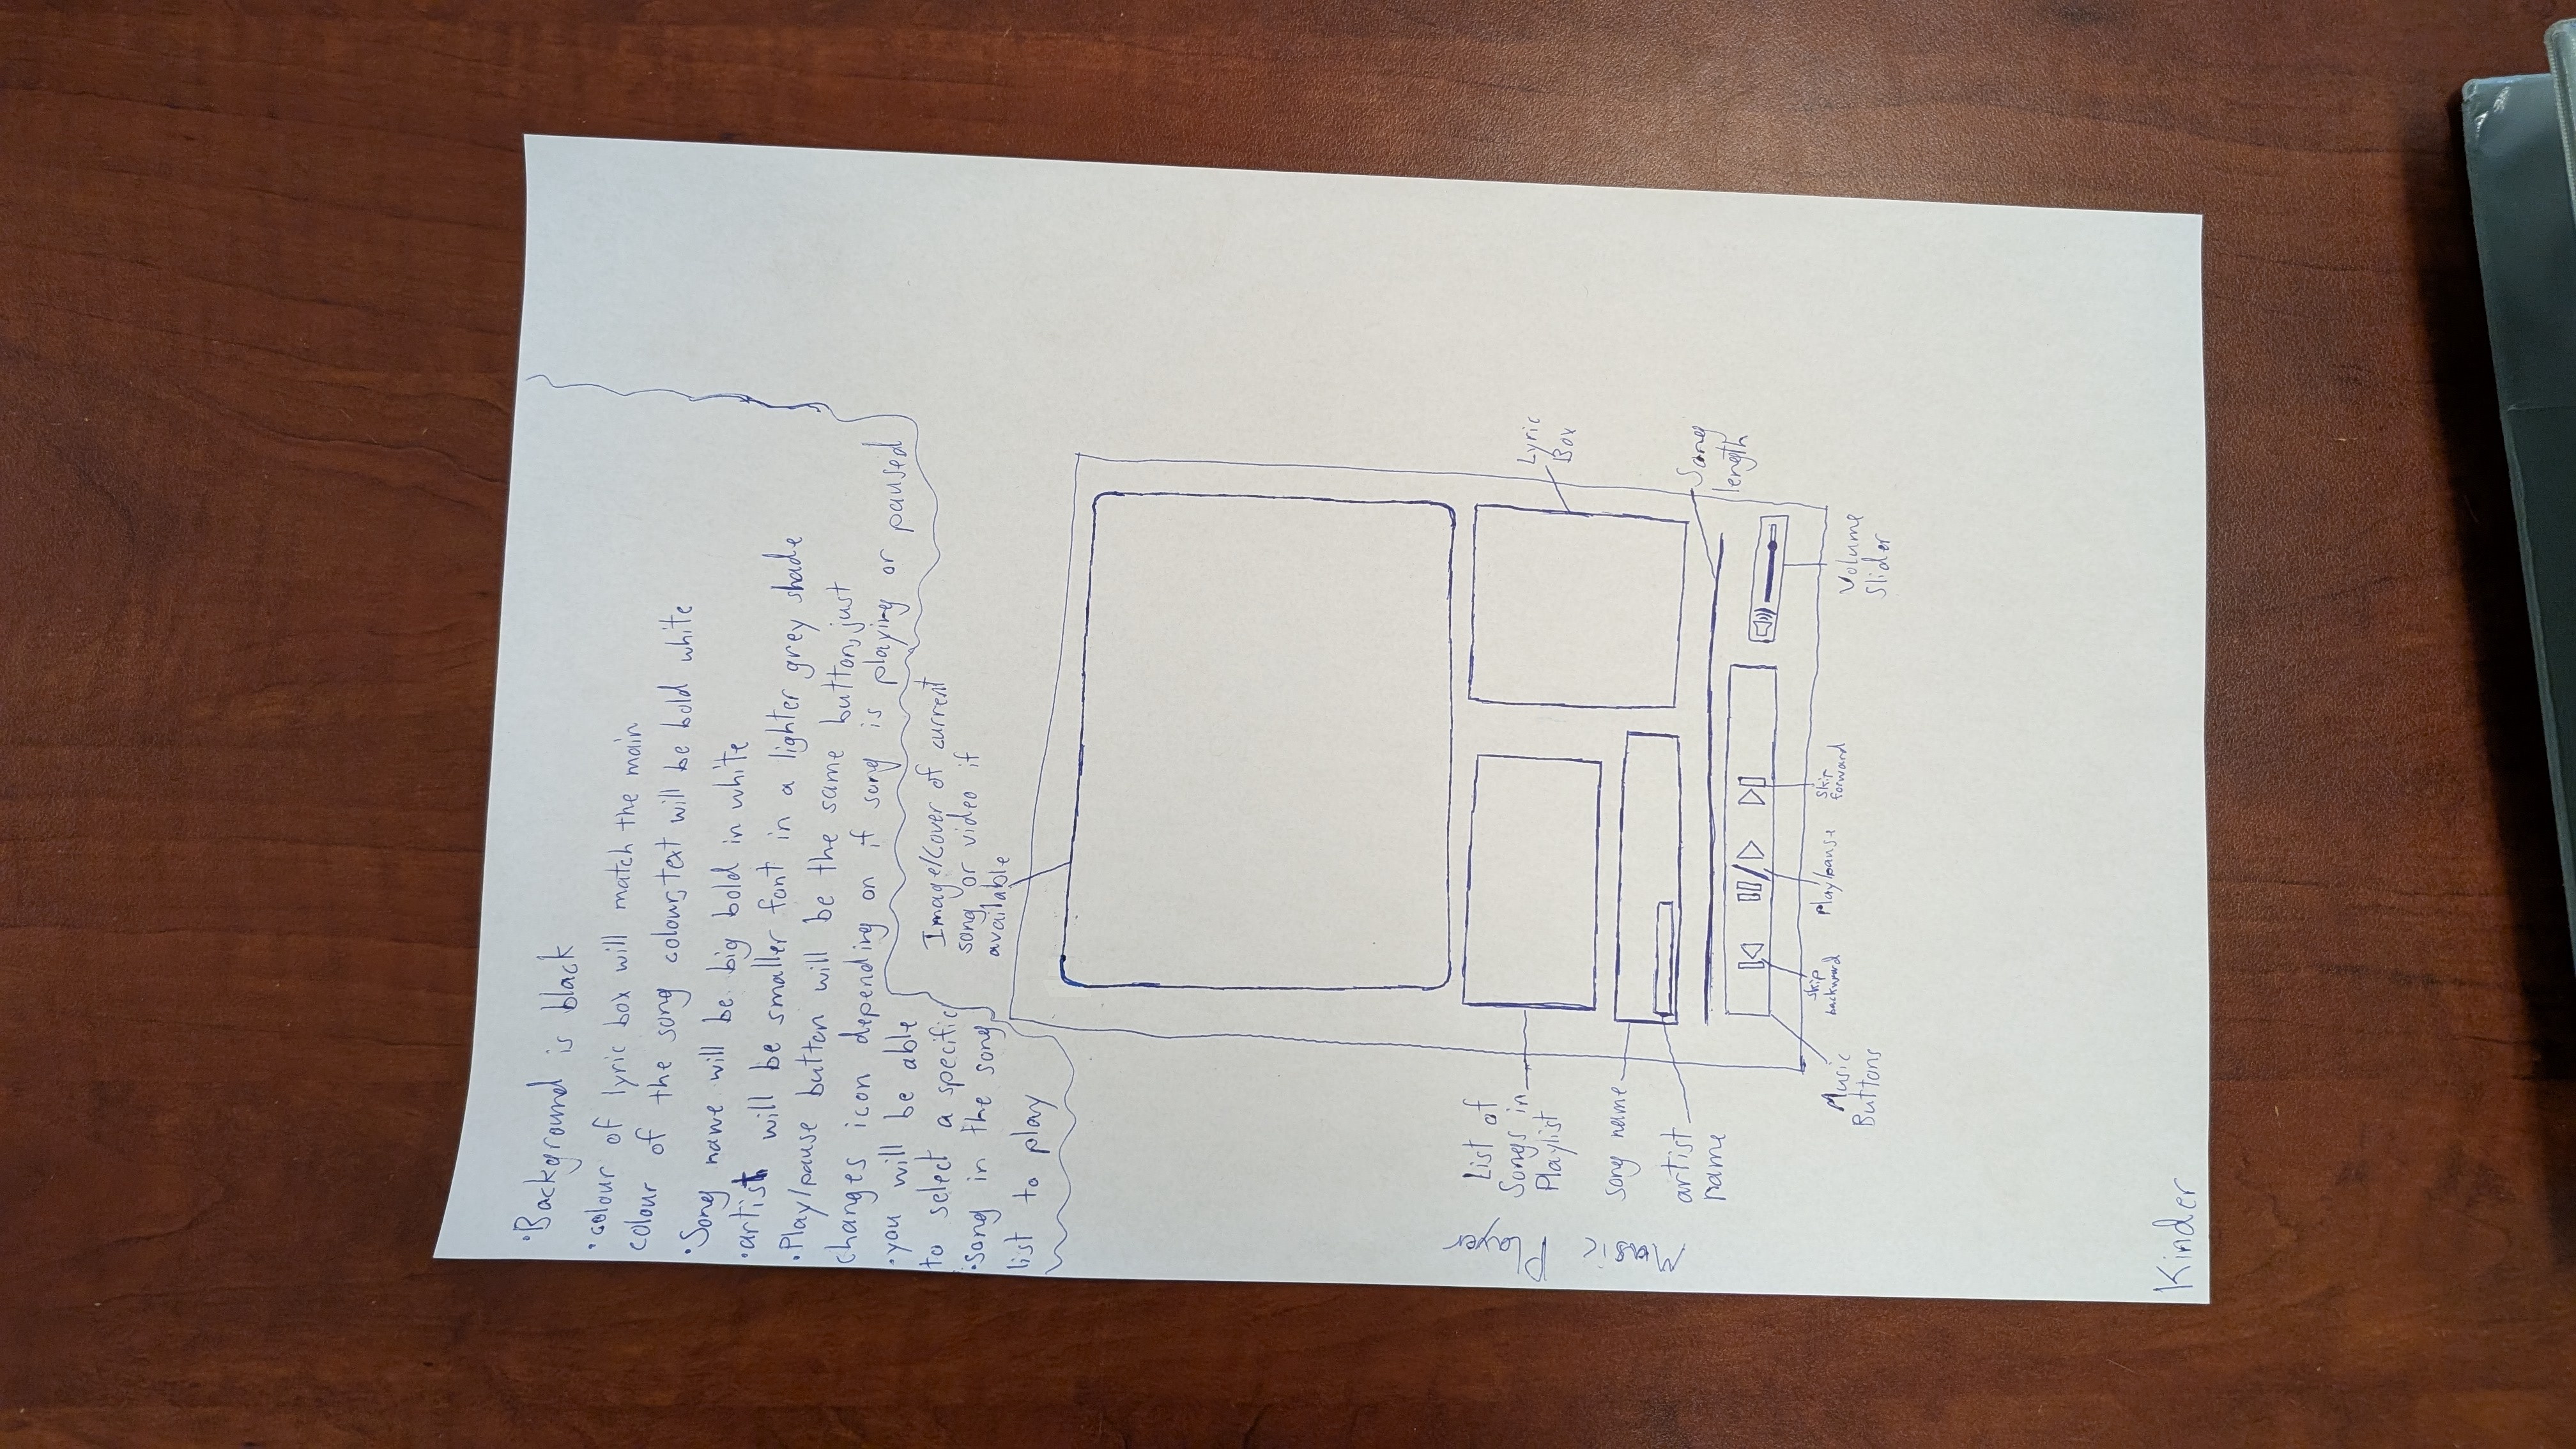 •Background is black
•colour of lyric box will match the main
colour of the song colour, text will be bold white
•Song name will be big bold in white
•artist will be smaller font in a lighter grey shade
•Play/pause button will be the same button, just
changes icon depending on if song is playing or paused
•you will be able
to select a specific
song in the song
list to play
Image/Cover of current
song or video if
available
List of
Songs in
Playlist
Lyric
Box
song name
artist
name
Song
length
Music
Buttons
skip
backward
Play/pause
skip
forward
Volume
slider
Kinder